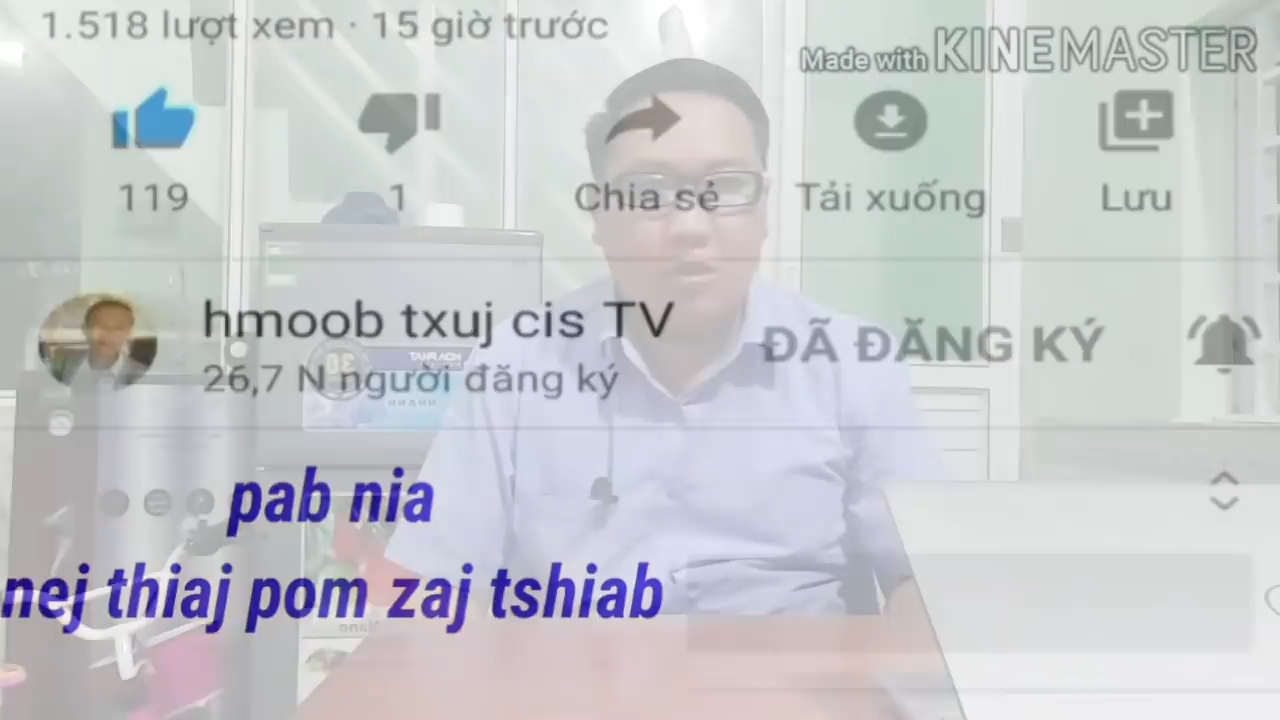 1.518 lượt xem · 15 giờ trước
Made with KINEMASTER
119
1
Chia sẻ
Tải xuống
Lưu
hmoob txuj cis TV
26,7 N người đăng ký
ĐÃ ĐĂNG KÝ
30
pab nia
nej thiaj pom zaj tshiab